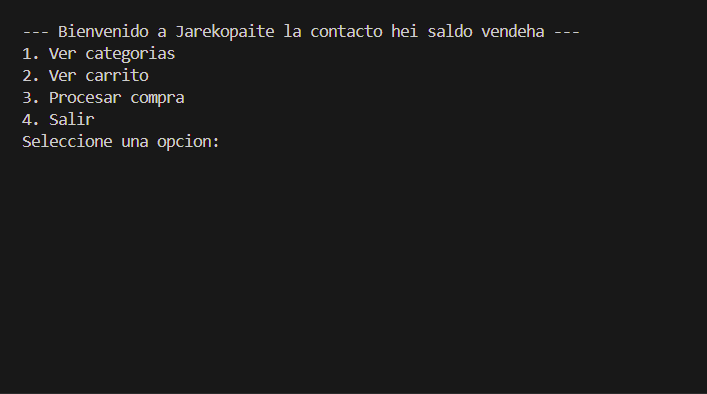 --- Bienvenido a Jarekopaite la contacto hei saldo vendeha ---
1. Ver categorias
2. Ver carrito
3. Procesar compra
4. Salir
Seleccione una opcion: